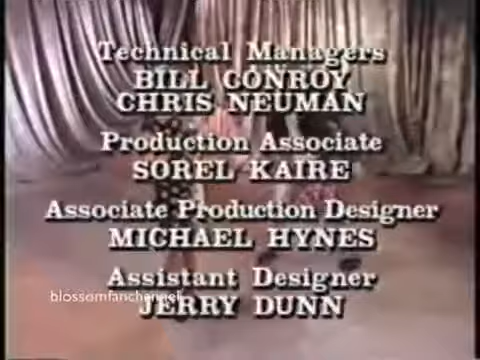 Technical Managers
BILL CONROY
CHRIS NEUMAN
Production Associate
SOREL KAIRE
Associate Production Designer
MICHAEL HYNES
Assistant Designer
blossomfanchannel
JERRY DUNN